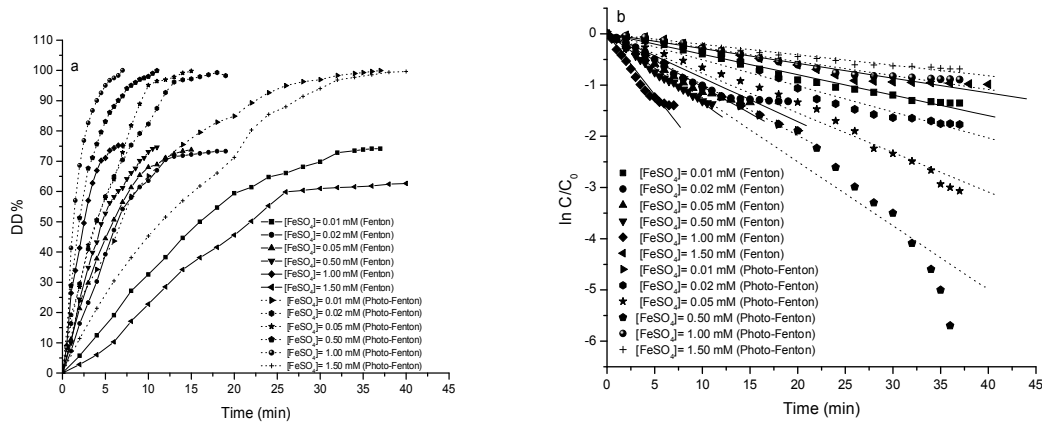 a
110
100
90
80
70
60
50
40
30
20
10
0
DD%
[FeSO4]= 0.01 mM (Fenton)
[FeSO4]= 0.02 mM (Fenton)
[FeSO4]= 0.05 mM (Fenton)
[FeSO4]= 0.50 mM (Fenton)
[FeSO4]= 1.00 mM (Fenton)
[FeSO4]= 1.50 mM (Fenton)
[FeSO4]= 0.01 mM (Photo-Fenton)
[FeSO4]= 0.02 mM (Photo-Fenton)
[FeSO4]= 0.05 mM (Photo-Fenton)
[FeSO4]= 0.50 mM (Photo-Fenton)
[FeSO4]= 1.00 mM (Photo-Fenton)
[FeSO4]= 1.50 mM (Photo-Fenton)
0 5 10 15 20 25 30 35 40 45
Time (min)
b
0
-1
-2
-3
-4
-5
-6
ln C/C0
[FeSO4]= 0.01 mM (Fenton)
[FeSO4]= 0.02 mM (Fenton)
[FeSO4]= 0.05 mM (Fenton)
[FeSO4]= 0.50 mM (Fenton)
[FeSO4]= 1.00 mM (Fenton)
[FeSO4]= 1.50 mM (Fenton)
[FeSO4]= 0.01 mM (Photo-Fenton)
[FeSO4]= 0.02 mM (Photo-Fenton)
[FeSO4]= 0.05 mM (Photo-Fenton)
[FeSO4]= 0.50 mM (Photo-Fenton)
[FeSO4]= 1.00 mM (Photo-Fenton)
[FeSO4]= 1.50 mM (Photo-Fenton)
0 5 10 15 20 25 30 35 40 45
Time (min)